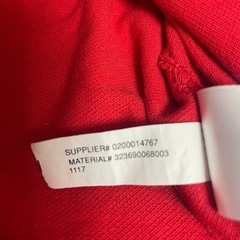 SUPPLIER# 0200014767
MATERIAL# 323690068003
1117